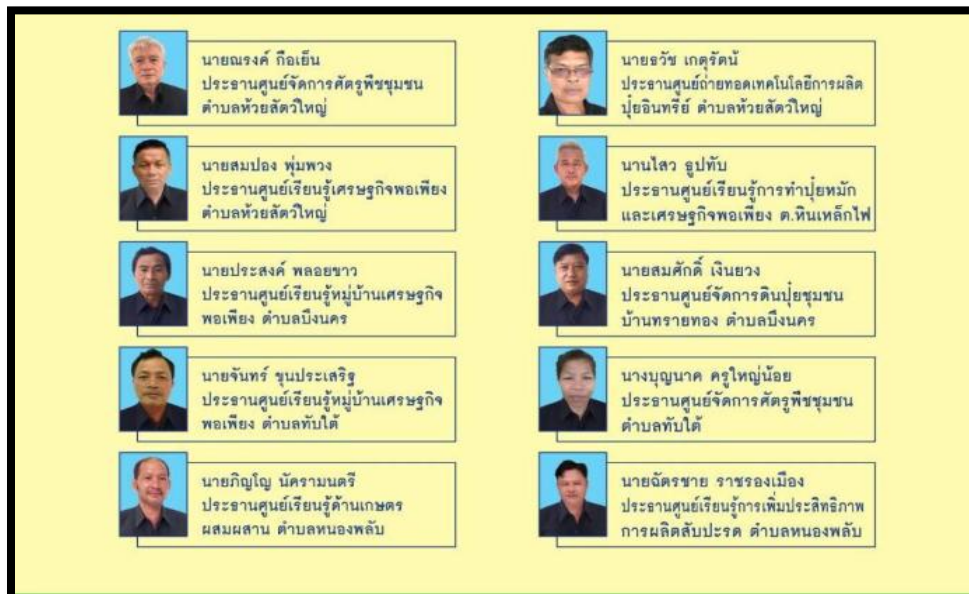 นายณรงค์ กือเย็น
ประธานศูนย์จัดการศัตรูพืชชุมชน
ตำบลห้วยสัตว์ใหญ่
นายธวัช เกตุรัตน์
ประธานศูนย์ถ่ายทอดเทคโนโลยีการผลิต
ปุ๋ยอินทรีย์ ตำบลห้วยสัตว์ใหญ่
นายสมปอง พุ่มพวง
ประธานศูนย์เรียนรู้เศรษฐกิจพอเพียง
ตำบลห้วยสัตว์ใหญ่
นานไสว ธูปทับ
ประธานศูนย์เรียนรู้การทำปุ๋ยหมัก
และเศรษฐกิจพอเพียง ต.หินเหล็กไฟ
นายประสงค์ พลอยขาว
ประธานศูนย์เรียนรู้หมู่บ้านเศรษฐกิจ
พอเพียง ตำบลบึงนคร
นายสมศักดิ์ เงินยวง
ประธานศูนย์จัดการดินปุ๋ยชุมชน
บ้านทรายทอง ตำบลบึงนคร
นายจันทร์ ขุนประเสริฐ
ประธานศูนย์เรียนรู้หมู่บ้านเศรษฐกิจ
พอเพียง ตำบลทับใต้
นางบุญนาค ครูใหญ่น้อย
ประธานศูนย์จัดการศัตรูพืชชุมชน
ตำบลทับใต้
นายภิญโญ นัครามนตรี
ประธานศูนย์เรียนรู้ด้านเกษตร
ผสมผสาน ตำบลหนองพลับ
นายฉัตรชาย ราชรองเมือง
ประธานศูนย์เรียนรู้การเพิ่มประสิทธิภาพ
การผลิตสับปะรด ตำบลหนองพลับ